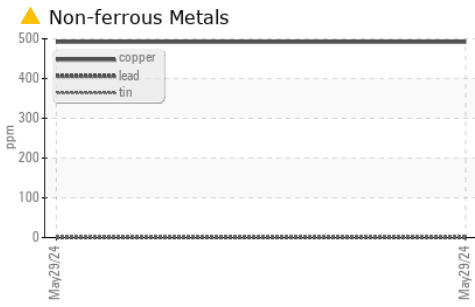 Non-ferrous Metals
500
copper
400
lead
tin
300
ppm
200
100
0
May29/24
May29/24